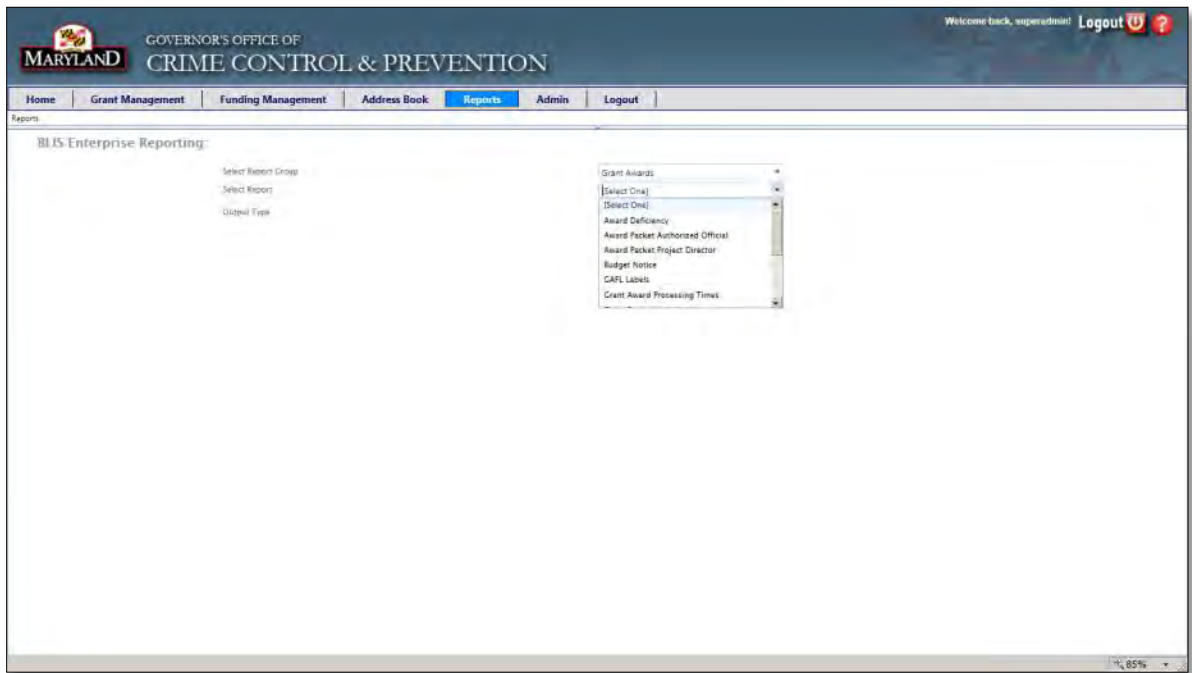 Welcome back, superadmin! Logout
MARYLAND
GOVERNOR'S OFFICE OF
CRIME CONTROL & PREVENTION
Home Grant Management Funding Management Address Book Reports Admin Logout
Reports
BLIS Enterprise Reporting
Select Report Group Grant Awards
Select Report [Select One]
Output Type [Select One]
Award Deficiency
Award Packet Authorized Official
Award Packet Project Director
Budget Notice
GAFL Labels
Grant Award Processing Times
85%